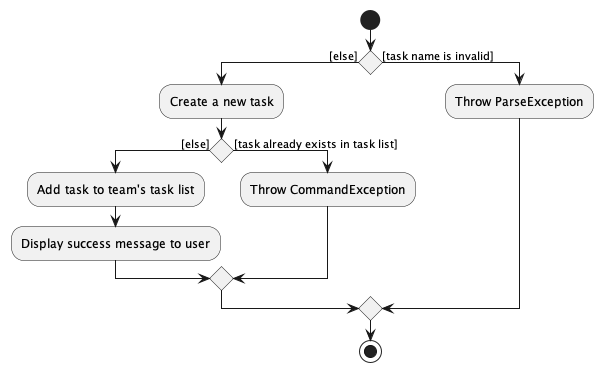 [else]
[task name is invalid]
Create a new task
Throw ParseException
[else]
[task already exists in task list]
Add task to team's task list
Throw CommandException
Display success message to user